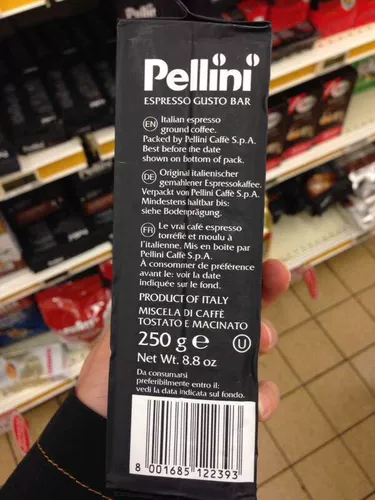 Pellini
ESPRESSO GUSTO BAR
EN Italian espresso
ground coffee.
Packed by Pellini Caffè S.p.A.
Best before the date
shown on bottom of pack.
DE Original italienischer
gemahlener Espressokaffee.
Verpackt von Pellini Caffè S.p.A.
Mindestenshaltbar bis:
siehe Bodenprägung.
FR Le vrai café espresso
torréfié et moulu à
l'italienne. Mis en boite par
Pellini Caffè S.p.A.
À consommer de préférence
avant le: voir la date
indiquée sur le fond.
PRODUCT OF ITALY
MISCELA DI CAFFÈ
TOSTATO E MACINATO
250 g ℮ U
Net Wt. 8.8 oz
Da consumarsi
preferibilmente entro il:
vedi la data indicata sul fondo.
8 001685 122393